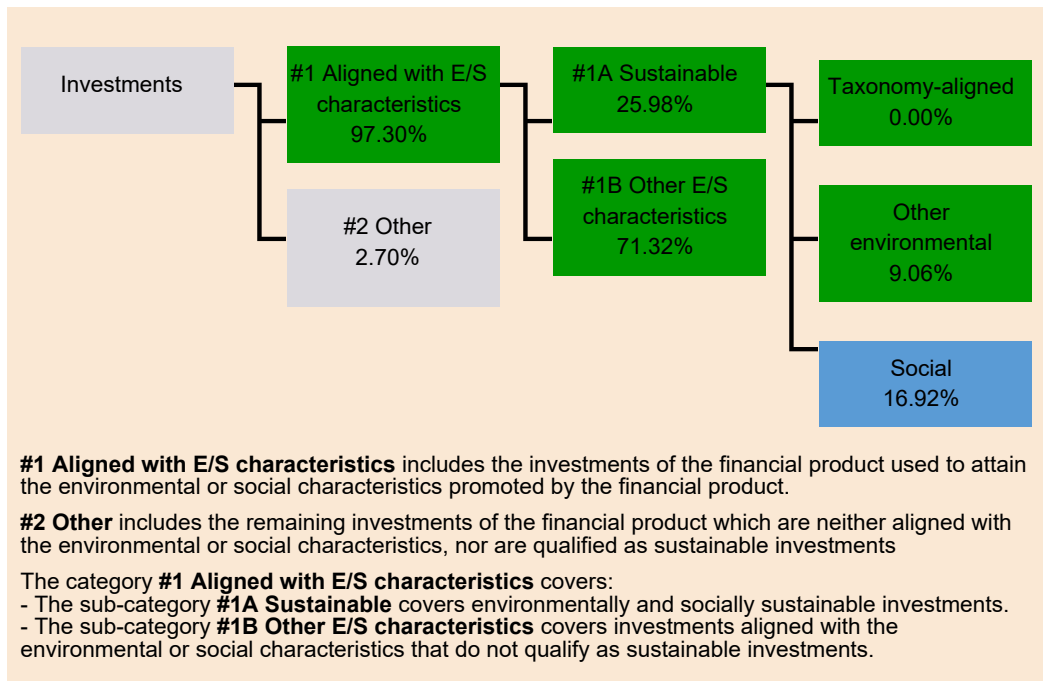 Investments
#1 Aligned with E/S
characteristics
97.30%
#2 Other
2.70%
#1A Sustainable
25.98%
#1B Other E/S
characteristics
71.32%
Taxonomy-aligned
0.00%
Other
environmental
9.06%
Social
16.92%
#1 Aligned with E/S characteristics includes the investments of the financial product used to attain
the environmental or social characteristics promoted by the financial product.
#2 Other includes the remaining investments of the financial product which are neither aligned with
the environmental or social characteristics, nor are qualified as sustainable investments
The category #1 Aligned with E/S characteristics covers:
- The sub-category #1A Sustainable covers environmentally and socially sustainable investments.
- The sub-category #1B Other E/S characteristics covers investments aligned with the
environmental or social characteristics that do not qualify as sustainable investments.